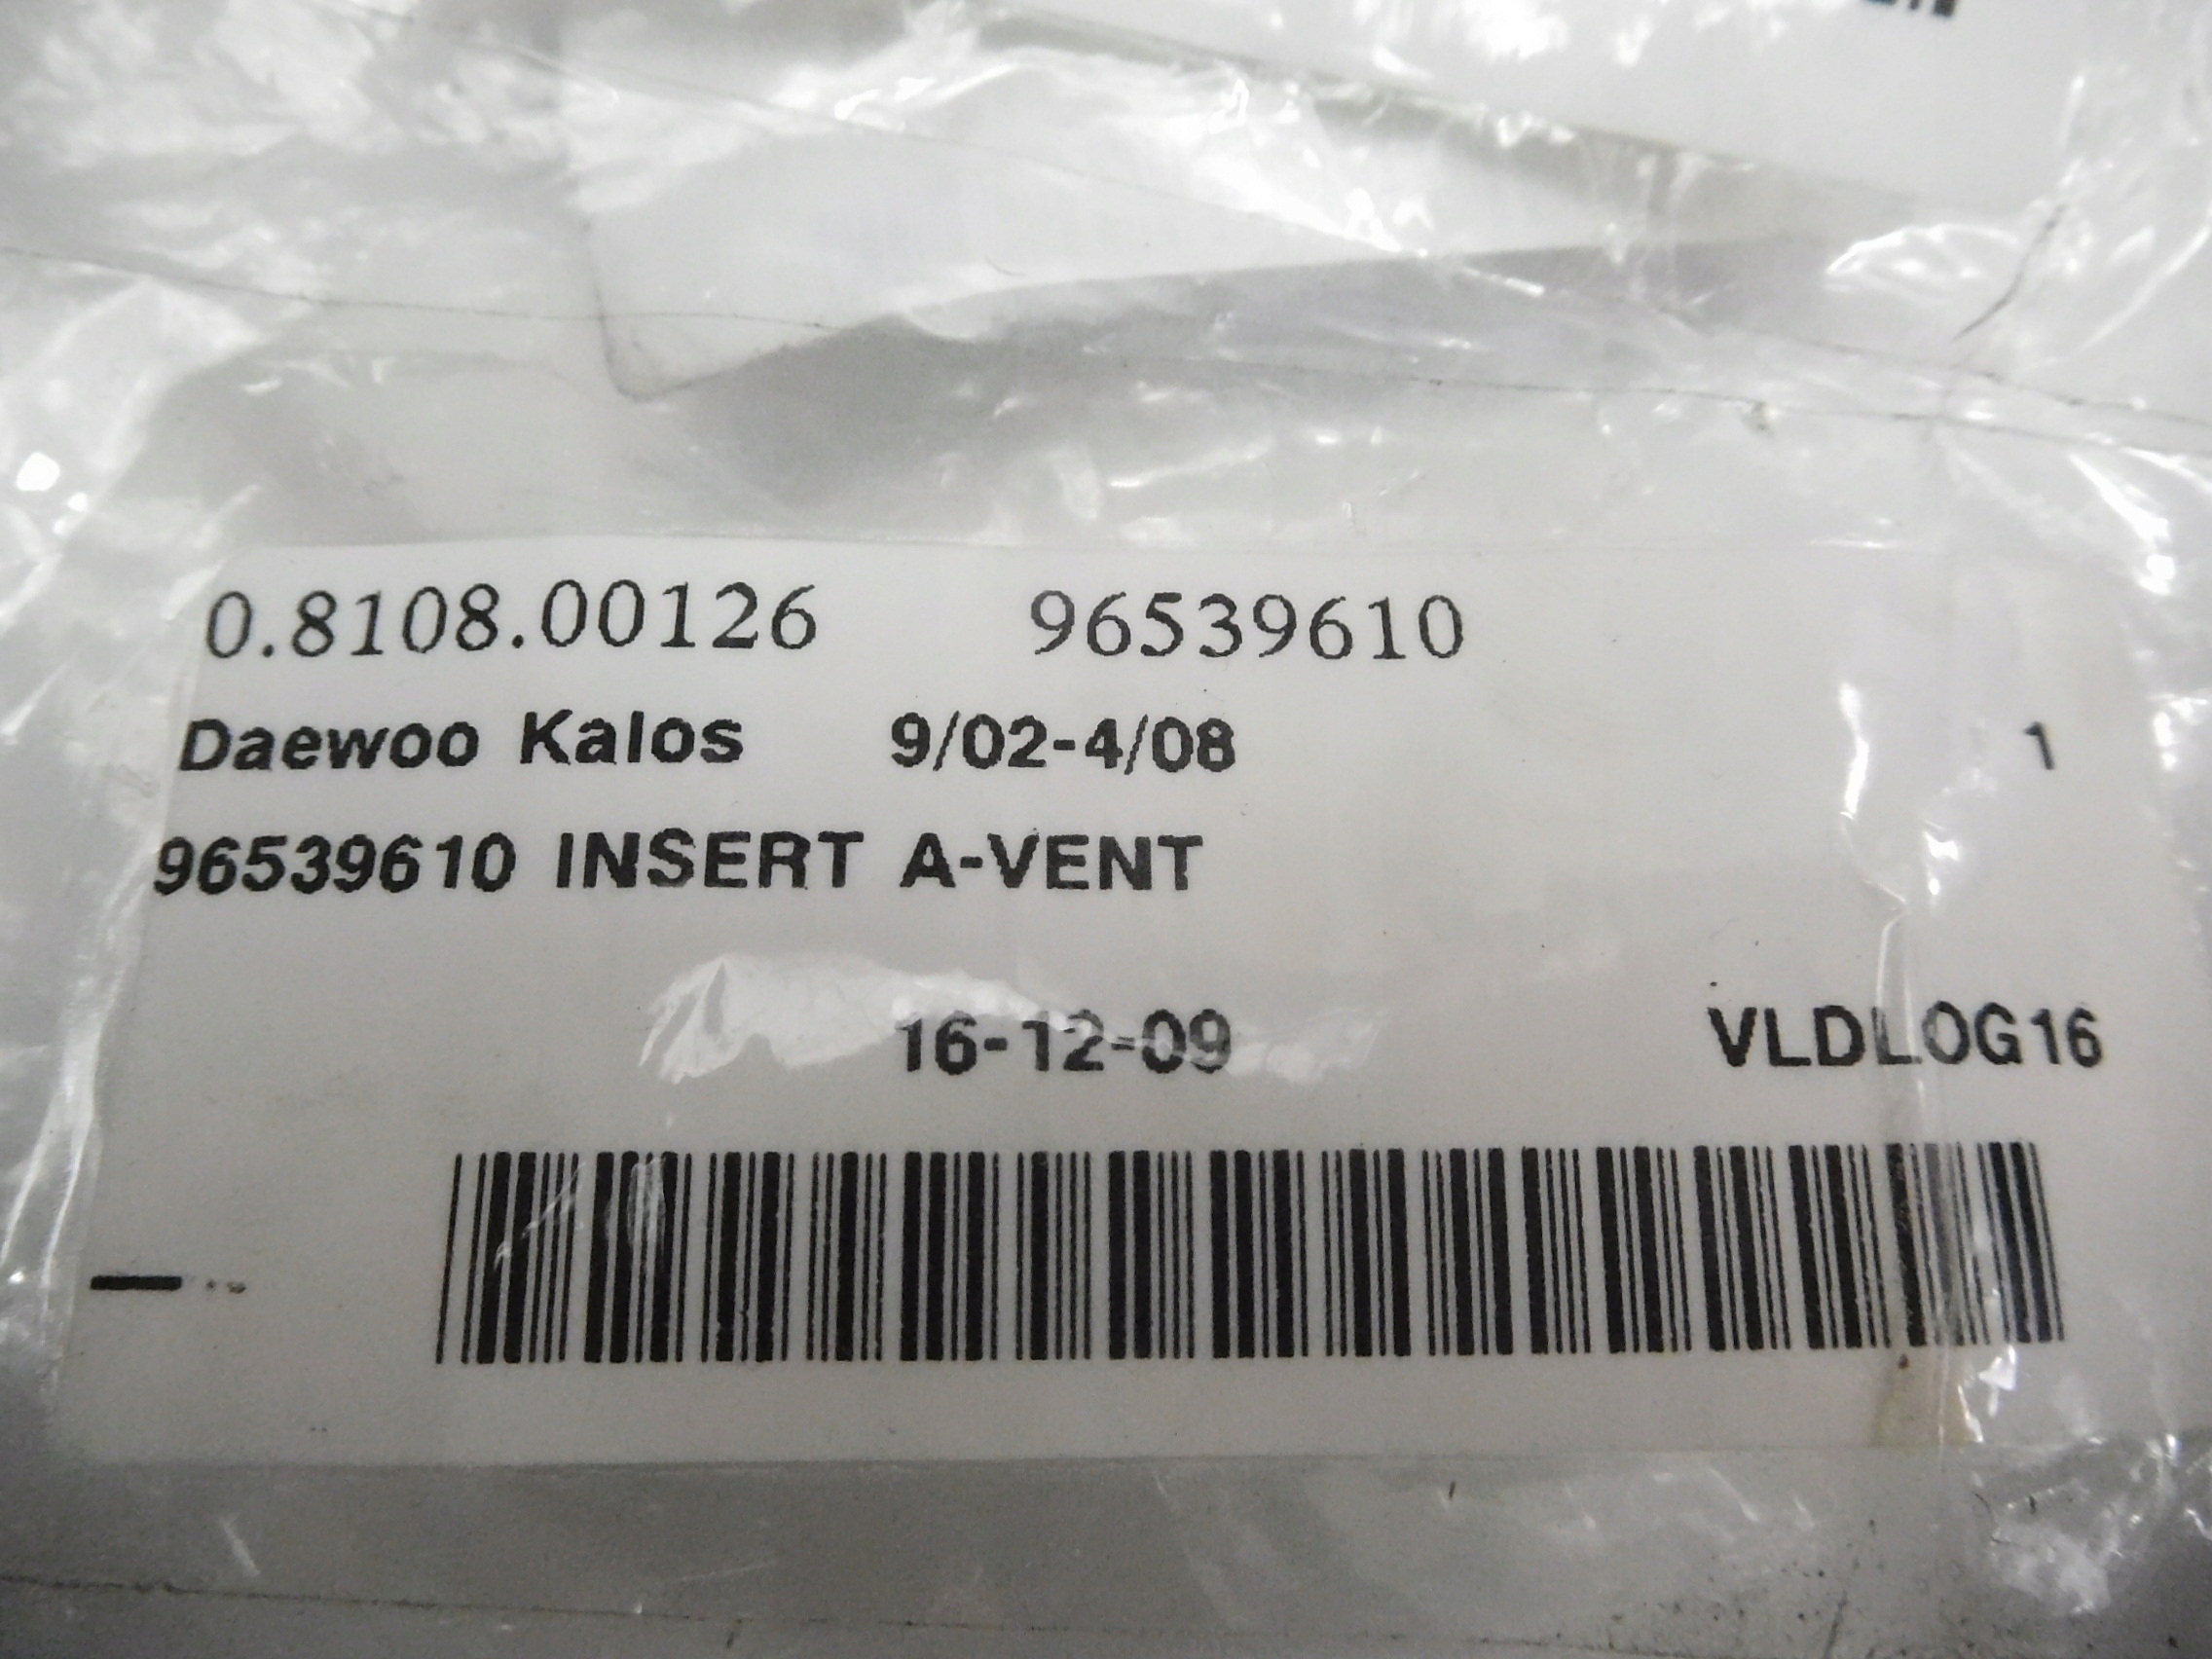 0.8108.00126 96539610
Daewoo Kalos 9/02-4/08 1
96539610 INSERT A-VENT
16-12-09 VLDLOG16